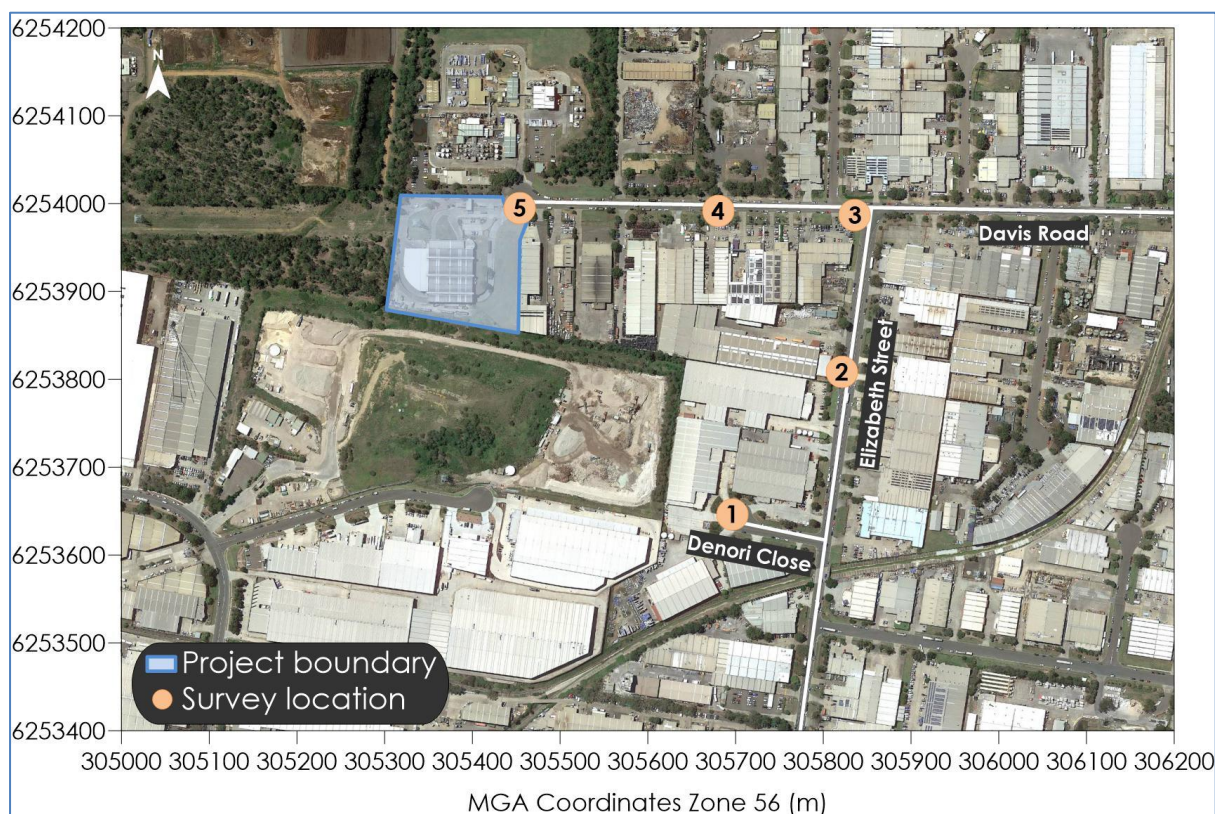 6254200
6254100
6254000
6253900
6253800
6253700
6253600
6253500
6253400
N
5
4
3
Davis Road
2
Elizabeth Street
1
Denori Close
Project boundary
Survey location
305000 305100 305200 305300 305400 305500 305600 305700 305800 305900 306000 306100 306200
MGA Coordinates Zone 56 (m)